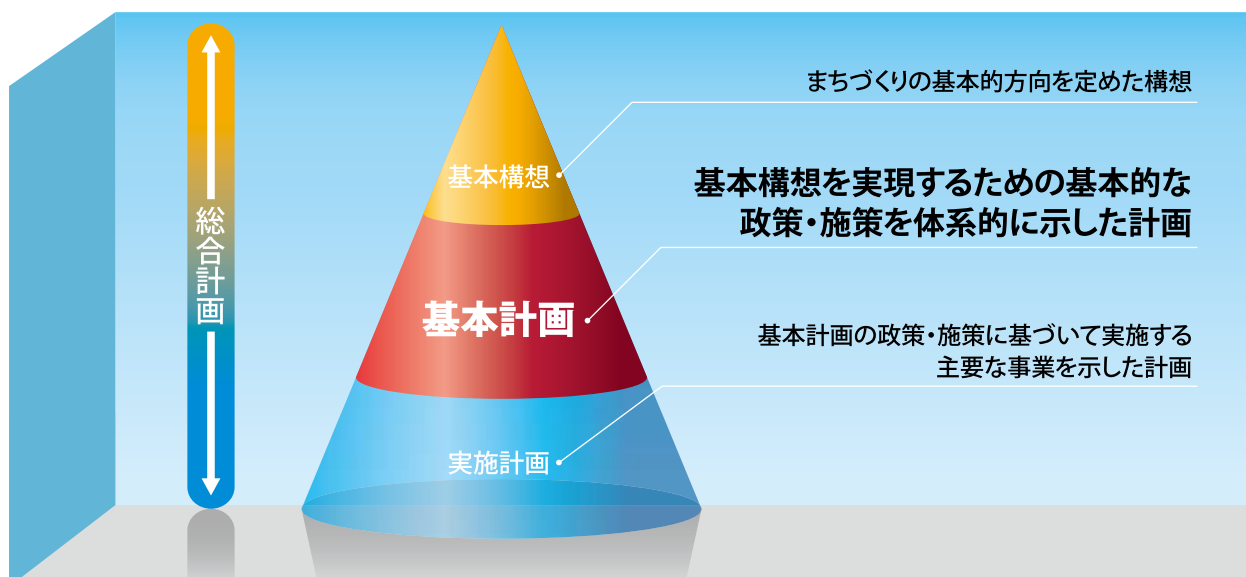 総合計画
まちづくりの基本的方向を定めた構想
基本構想
基本構想を実現するための基本的な
政策・施策を体系的に示した計画
基本計画
基本計画の政策・施策に基づいて実施する
主要な事業を示した計画
実施計画